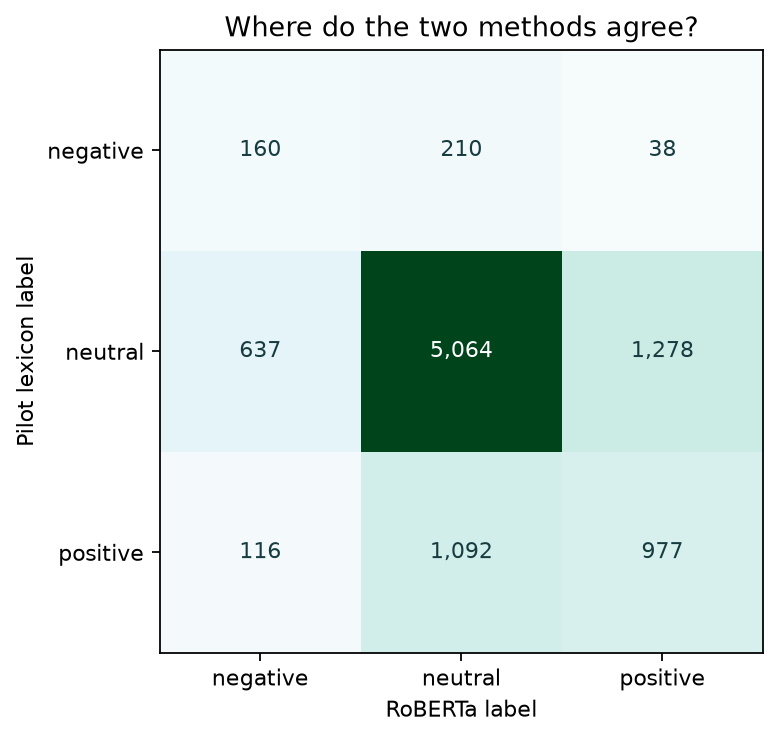 Where do the two methods agree?
negative 160 210 38
neutral 637 5,064 1,278
positive 116 1,092 977
Pilot lexicon label
negative neutral positive
RoBERTa label